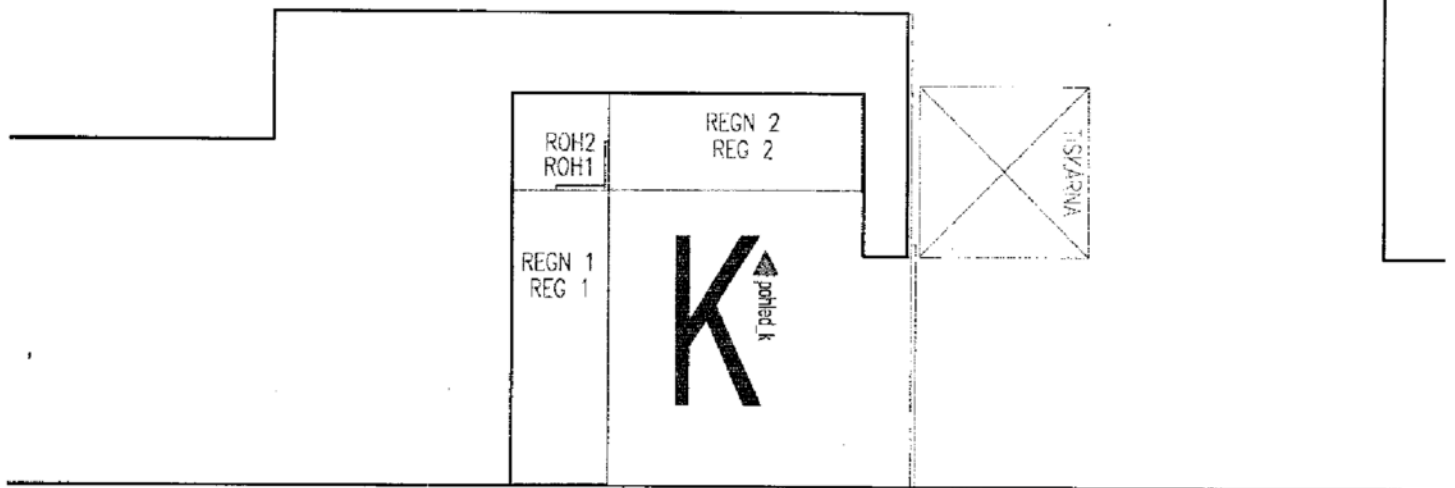 REGN 2
REG 2
ROH2
ROH1
TISKARNA
REGN 1
REG 1
K
pohled_k